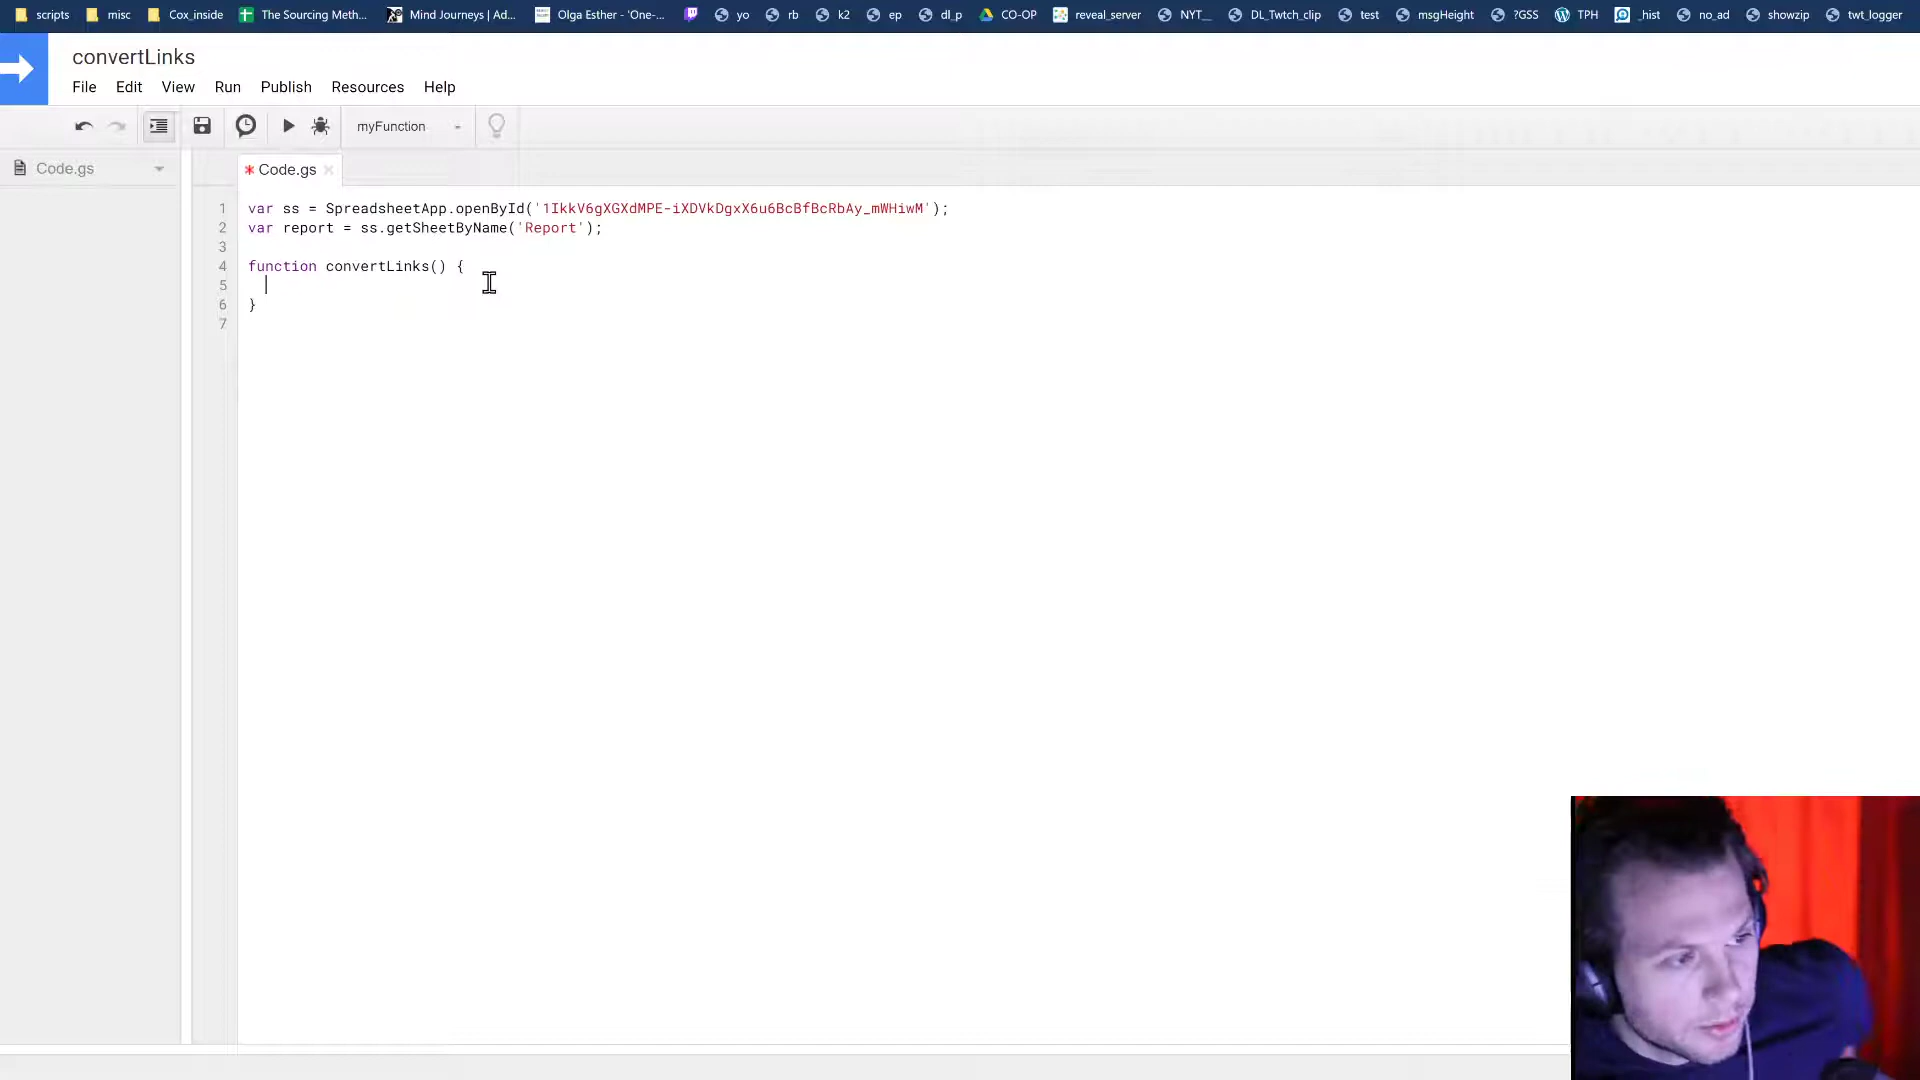 scripts misc Cox_inside The Sourcing Meth... Mind Journeys | Ad... Olga Esther - 'One-... yo rb k2 ep dl_p CO-OP reveal_server NYT__ DL_Twtch_clip test msgHeight ?GSS TPH _hist no_ad showzip twt_logger
convertLinks
File Edit View Run Publish Resources Help
myFunction
Code.gs
* Code.gs
1 var ss = SpreadsheetApp.openById('1IkkV6gXGXdMPE-iXDVkDgxX6u6BcBfBcRbAy_mWHiwM');
2 var report = ss.getSheetByName('Report');
3
4 function convertLinks() {
5
6 }
7